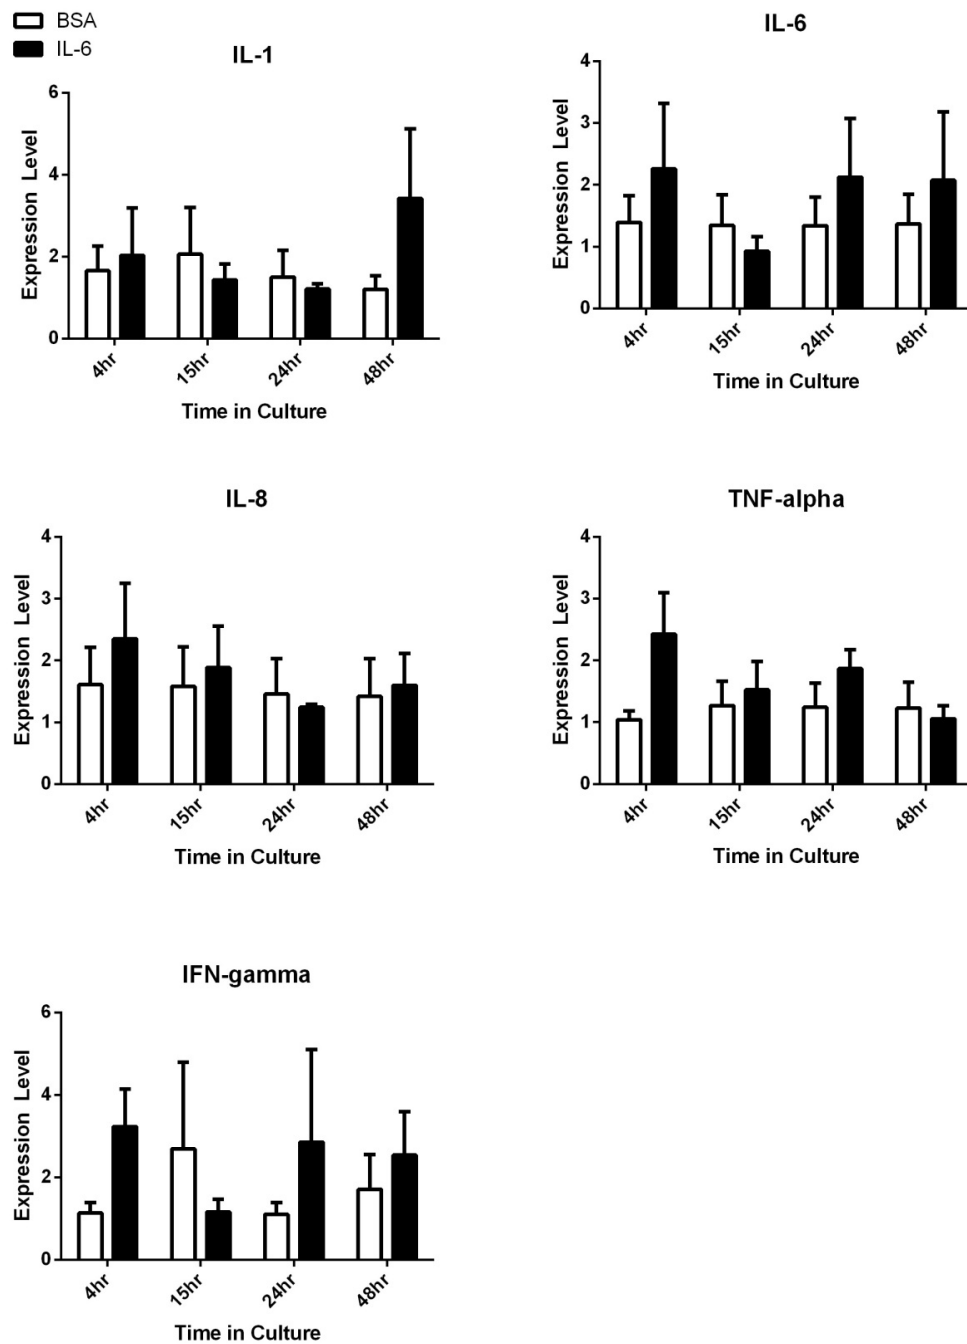 BSA
IL-6
IL-1
Expression Level
6
4
2
0
4hr
15hr
24hr
48hr
Time in Culture
IL-6
Expression Level
4
3
2
1
0
4hr
15hr
24hr
48hr
Time in Culture
IL-8
Expression Level
4
3
2
1
0
4hr
15hr
24hr
48hr
Time in Culture
TNF-alpha
Expression Level
4
3
2
1
0
4hr
15hr
24hr
48hr
Time in Culture
IFN-gamma
Expression Level
6
4
2
0
4hr
15hr
24hr
48hr
Time in Culture